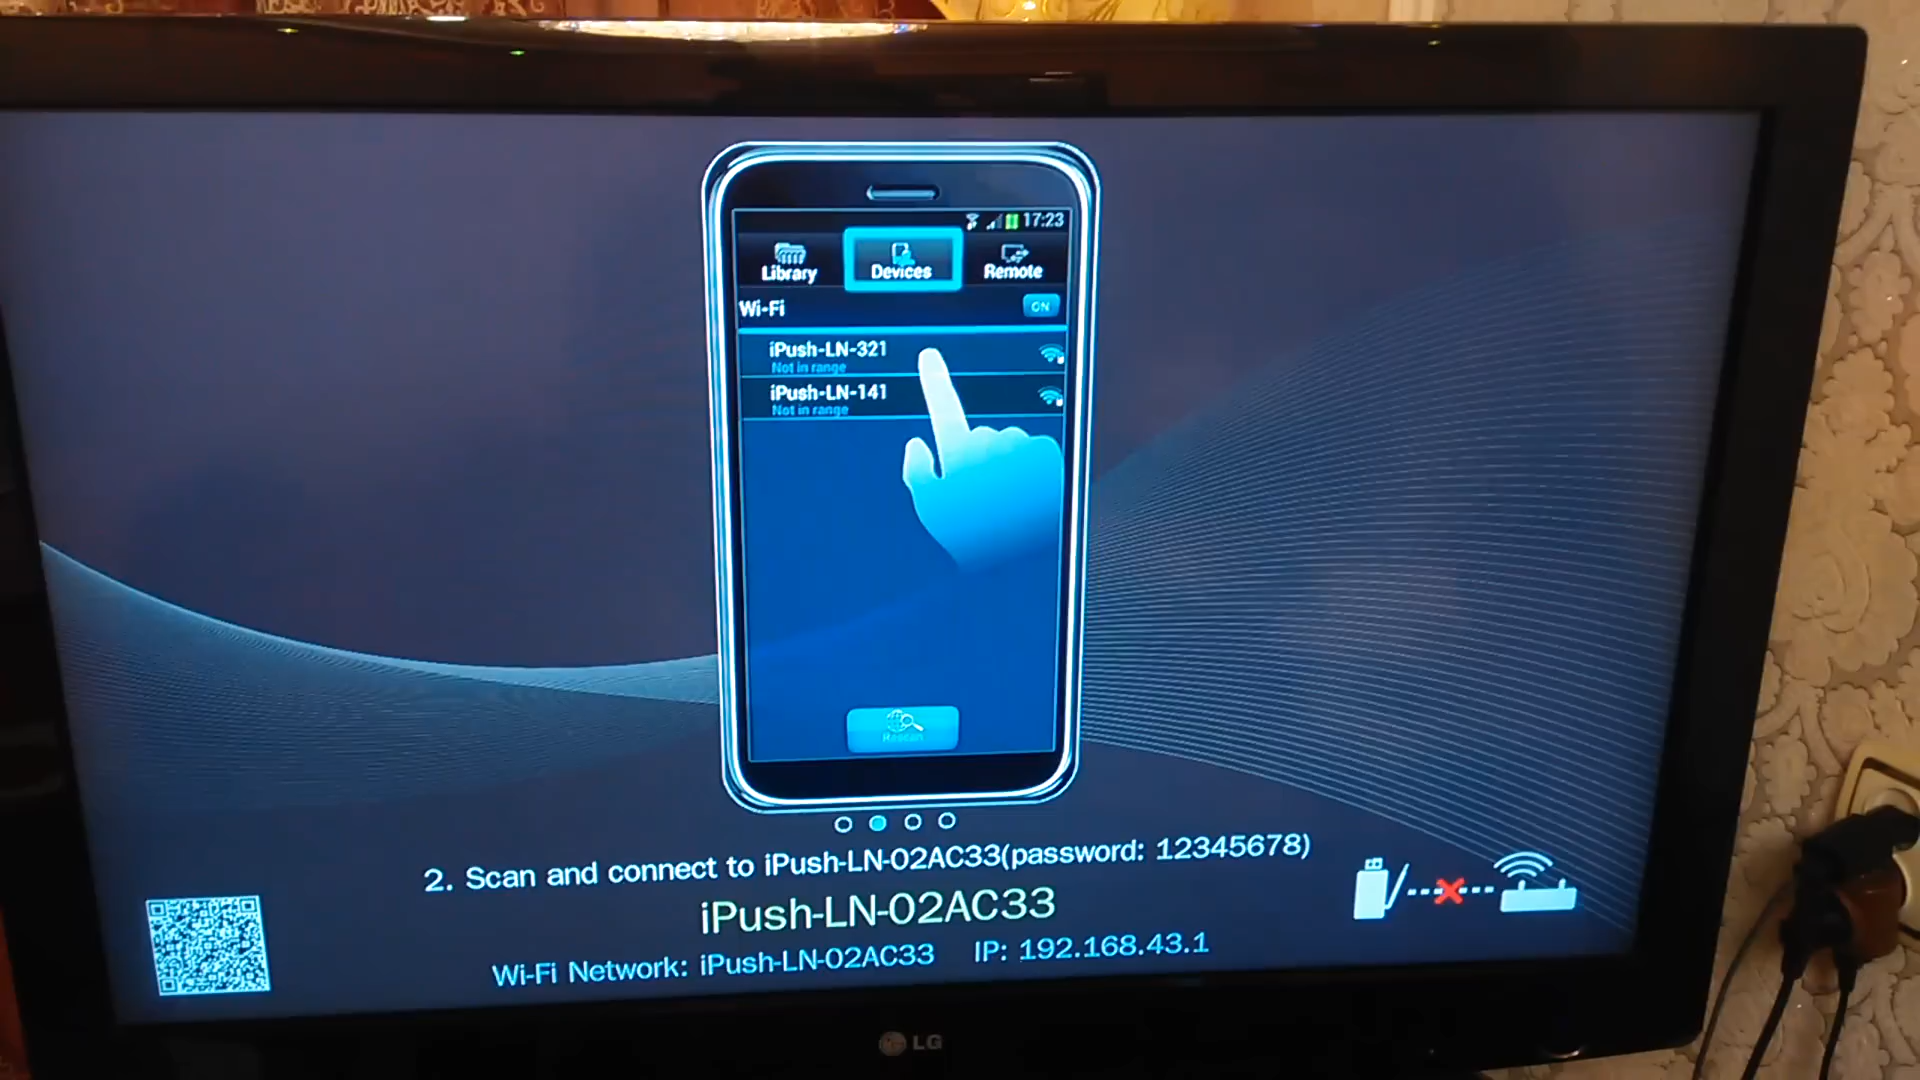 17:23
Library
Devices
Remote
Wi-Fi
ON
iPush-LN-321
Not in range
iPush-LN-141
Not in range
Rescan
2. Scan and connect to iPush-LN-02AC33(password: 12345678)
iPush-LN-02AC33
Wi-Fi Network: iPush-LN-02AC33 IP: 192.168.43.1
LG